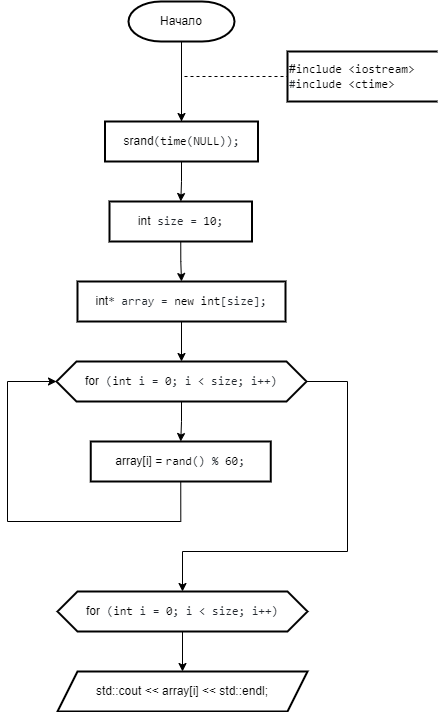 Начало
#include <iostream>
#include <ctime>
srand(time(NULL));
int size = 10;
int* array = new int[size];
for (int i = 0; i < size; i++)
array[i] = rand() % 60;
for (int i = 0; i < size; i++)
std::cout << array[i] << std::endl;